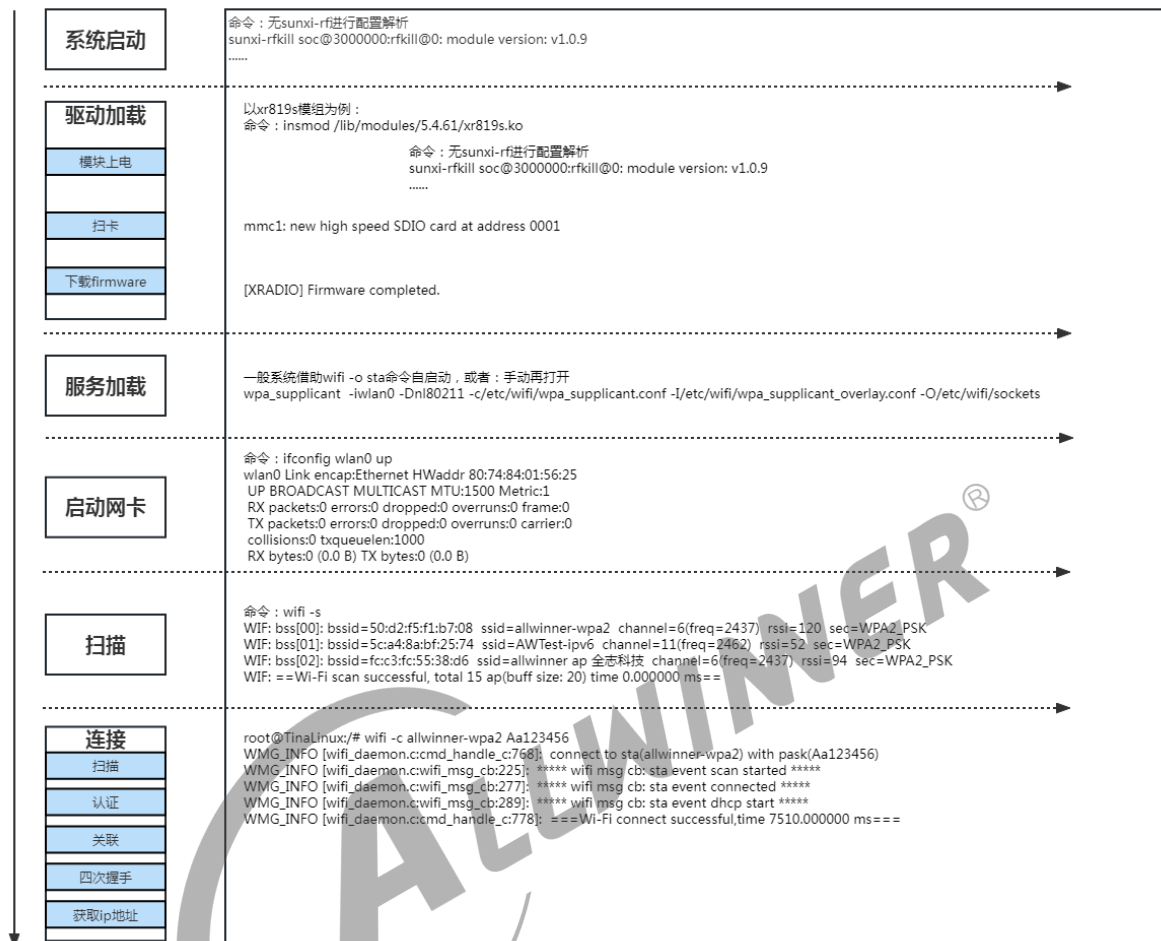 系统启动
命令：无sunxi-rf进行配置解析
sunxi-rfkill soc@3000000:rfkill@0: module version: v1.0.9
......
驱动加载
以xr819s模组为例：
命令：insmod /lib/modules/5.4.61/xr819s.ko
模块上电
命令：无sunxi-rf进行配置解析
sunxi-rfkill soc@3000000:rfkill@0: module version: v1.0.9
......
扫卡
mmc1: new high speed SDIO card at address 0001
下载firmware
[XRADIO] Firmware completed.
服务加载
一般系统借助wifi -o sta命令自启动，或者：手动再打开
wpa_supplicant -iwlan0 -Dnl80211 -c/etc/wifi/wpa_supplicant.conf -I/etc/wifi/wpa_supplicant_overlay.conf -O/etc/wifi/sockets
启动网卡
命令：ifconfig wlan0 up
wlan0 Link encap:Ethernet HWaddr 80:74:84:01:56:25
UP BROADCAST MULTICAST MTU:1500 Metric:1
RX packets:0 errors:0 dropped:0 overruns:0 frame:0
TX packets:0 errors:0 dropped:0 overruns:0 carrier:0
collisions:0 txqueuelen:1000
RX bytes:0 (0.0 B) TX bytes:0 (0.0 B)
扫描
命令：wifi -s
WIF: bss[00]: bssid=50:d2:f5:f1:b7:08 ssid=allwinner-wpa2 channel=6(freq=2437) rssi=120 sec=WPA2_PSK
WIF: bss[01]: bssid=5c:a4:8a:bf:25:74 ssid=AWTest-ipv6 channel=11(freq=2462) rssi=52 sec=WPA2_PSK
WIF: bss[02]: bssid=fc:c3:fc:55:38:d6 ssid=allwinner ap 全志科技 channel=6(freq=2437) rssi=94 sec=WPA2_PSK
WIF: ==Wi-Fi scan successful, total 15 ap(buff size: 20) time 0.000000 ms==
连接
扫描
认证
关联
四次握手
获取ip地址
root@TinaLinux:/# wifi -c allwinner-wpa2 Aa123456
WMG_INFO [wifi_daemon.c:cmd_handle_c:768]: connect to sta(allwinner-wpa2) with pask(Aa123456)
WMG_INFO [wifi_daemon.c:wifi_msg_cb:225]: ***** wifi msg cb: sta event scan started *****
WMG_INFO [wifi_daemon.c:wifi_msg_cb:277]: ***** wifi msg cb: sta event connected *****
WMG_INFO [wifi_daemon.c:wifi_msg_cb:289]: ***** wifi msg cb: sta event dhcp start *****
WMG_INFO [wifi_daemon.c:cmd_handle_c:778]: ===Wi-Fi connect successful,time 7510.000000 ms===
ALLWINNER®